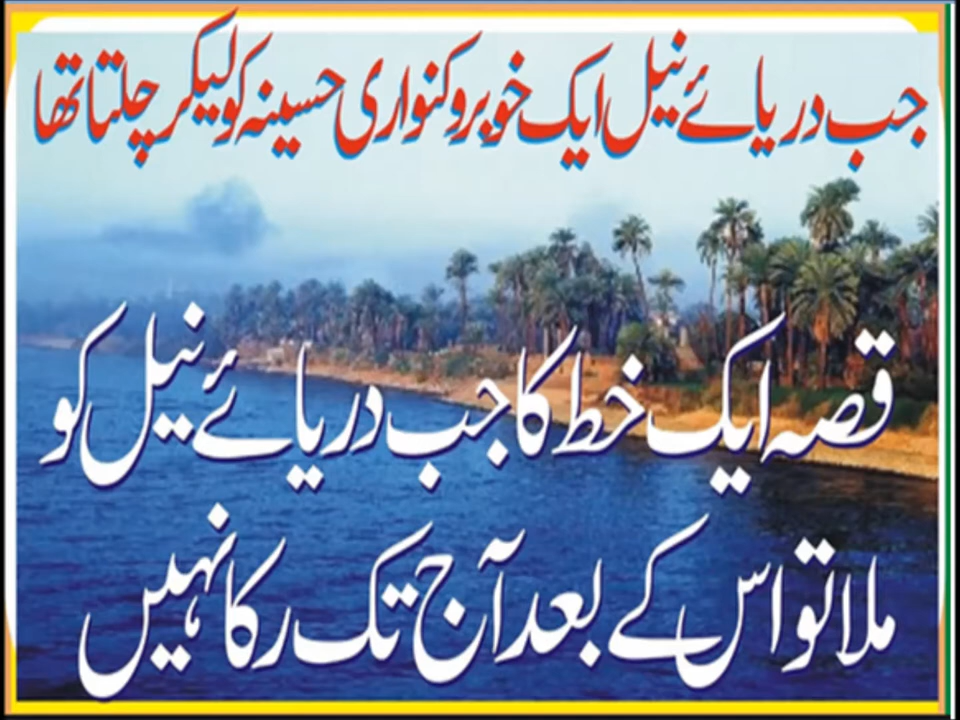 جب دریائے نیل ایک خوبرو کنواری حسینہ کو لیکر چلتا تھا
قصہ ایک خط کا جب دریائے نیل کو
ملا تو اس کے بعد آج تک رکا نہیں